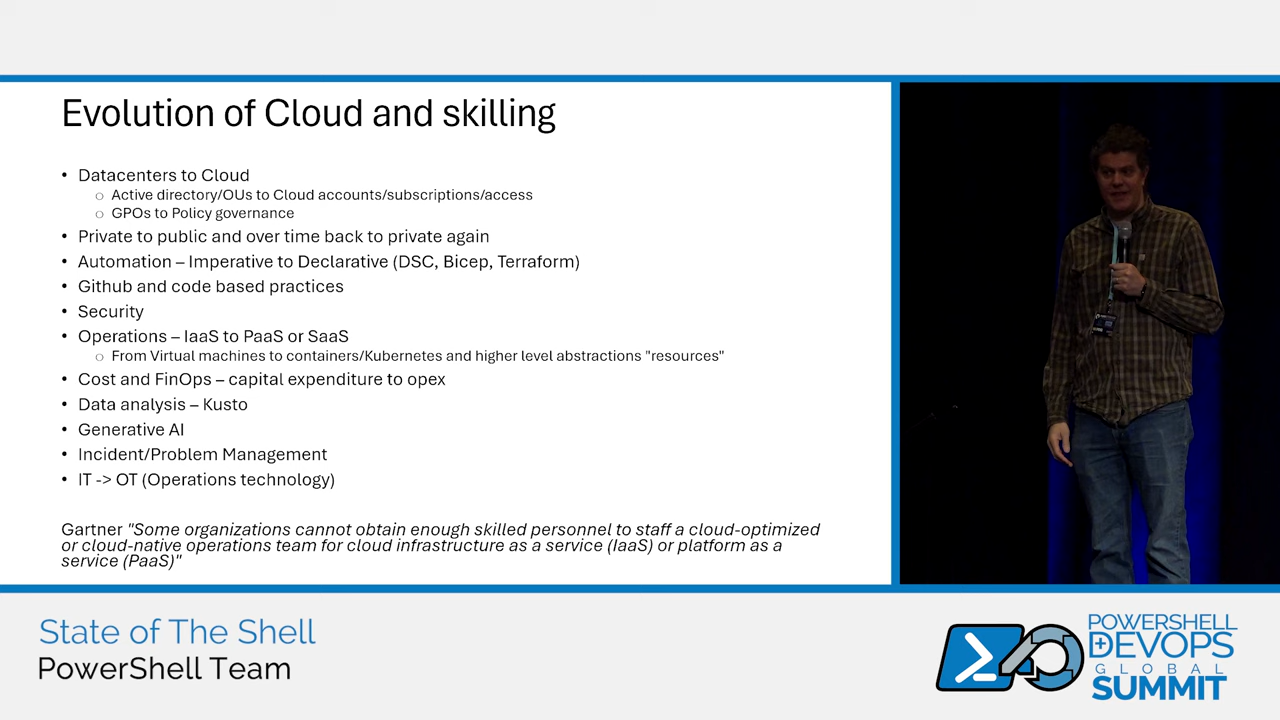 Evolution of Cloud and skilling
• Datacenters to Cloud
○ Active directory/OUs to Cloud accounts/subscriptions/access
○ GPOs to Policy governance
• Private to public and over time back to private again
• Automation – Imperative to Declarative (DSC, Bicep, Terraform)
• Github and code based practices
• Security
• Operations – IaaS to PaaS or SaaS
○ From Virtual machines to containers/Kubernetes and higher level abstractions "resources"
• Cost and FinOps – capital expenditure to opex
• Data analysis – Kusto
• Generative AI
• Incident/Problem Management
• IT -> OT (Operations technology)
Gartner "Some organizations cannot obtain enough skilled personnel to staff a cloud-optimized
or cloud-native operations team for cloud infrastructure as a service (IaaS) or platform as a
service (PaaS)"
State of The Shell
PowerShell Team
POWERSHELL
DEVOPS
GLOBAL
SUMMIT